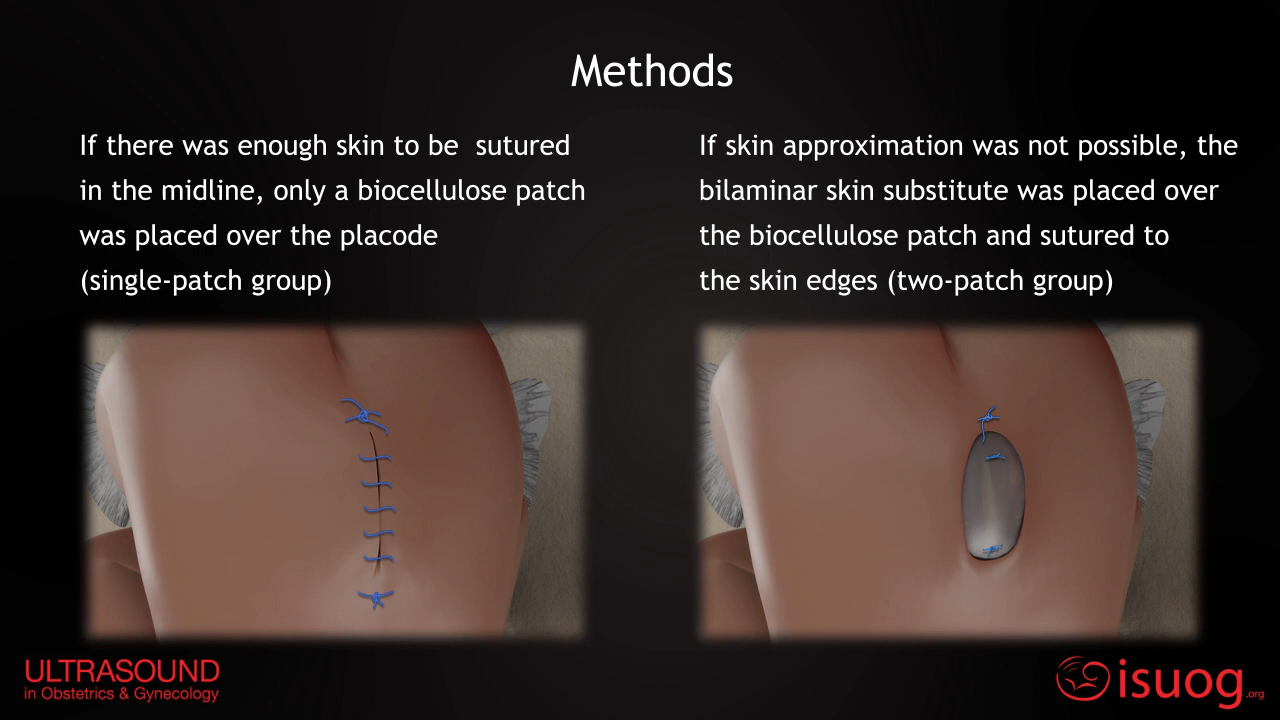 Methods
If there was enough skin to be  sutured
in the midline, only a biocellulose patch
was placed over the placode
(single-patch group)
If skin approximation was not possible, the
bilaminar skin substitute was placed over
the biocellulose patch and sutured to
the skin edges (two-patch group)
ULTRASOUND
in Obstetrics & Gynecology
isuog.org